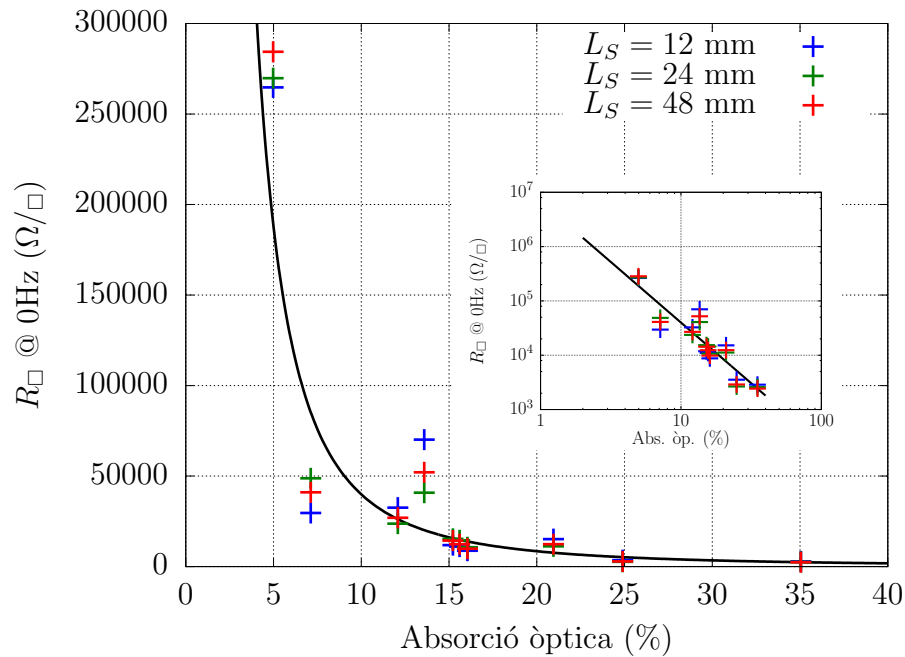 300000
250000
200000
150000
100000
50000
0
R□ @ 0Hz (Ω/□)
0 5 10 15 20 25 30 35 40
Absorció òptica (%)
L_S = 12 mm
L_S = 24 mm
L_S = 48 mm
10^7
10^6
10^5
10^4
10^3
R□ @ 0Hz (Ω/□)
1 10 100
Abs. òp. (%)